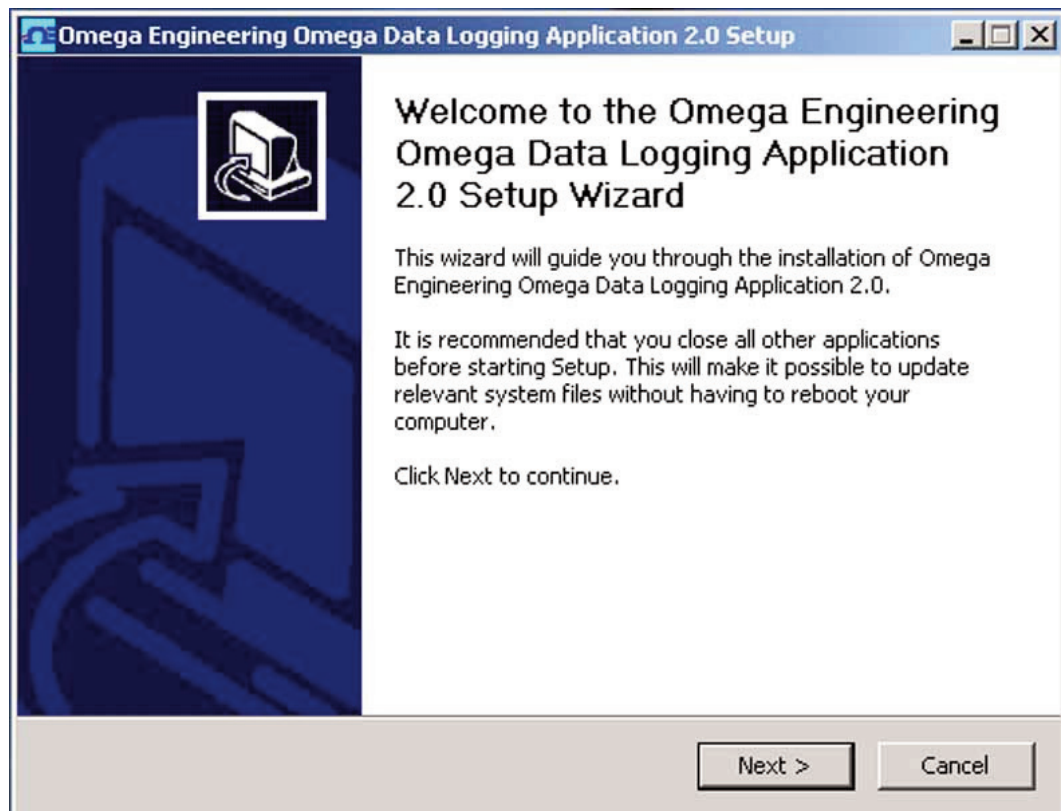 Omega Engineering Omega Data Logging Application 2.0 Setup
Welcome to the Omega Engineering
Omega Data Logging Application
2.0 Setup Wizard
This wizard will guide you through the installation of Omega
Engineering Omega Data Logging Application 2.0.
It is recommended that you close all other applications
before starting Setup. This will make it possible to update
relevant system files without having to reboot your
computer.
Click Next to continue.
Next >
Cancel